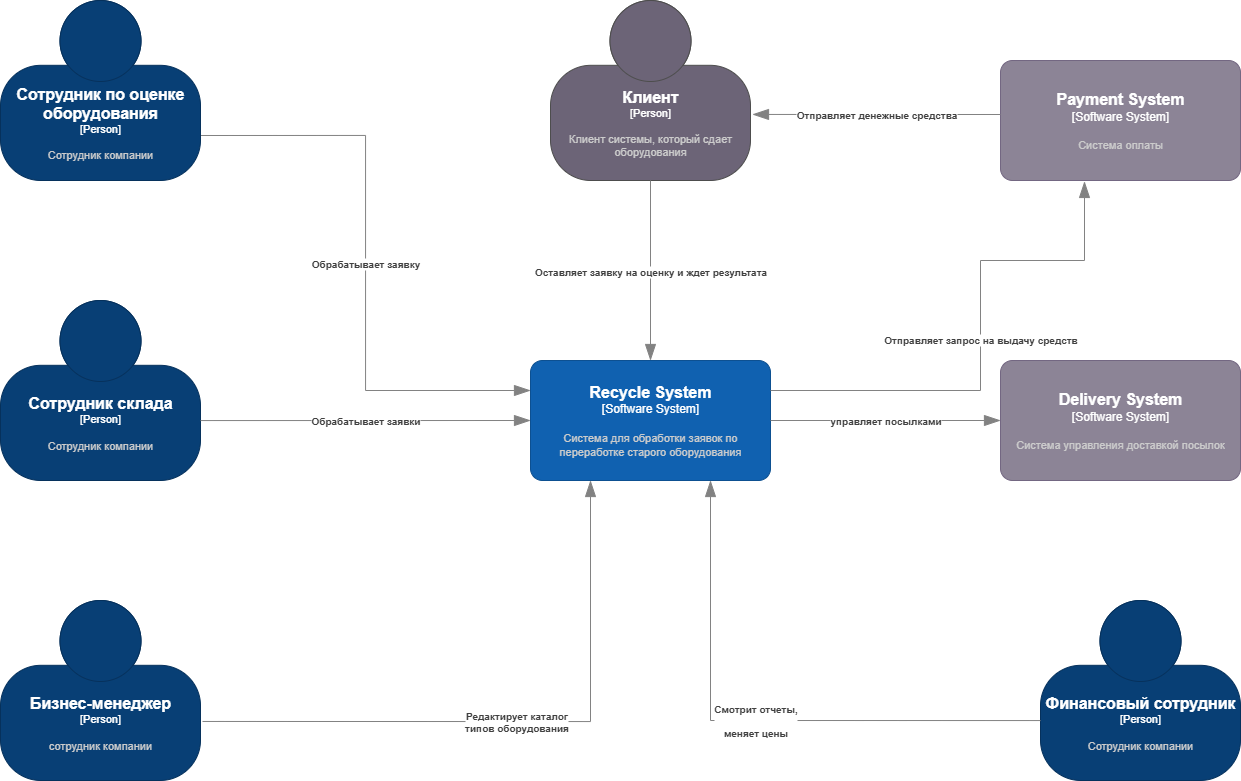 Сотрудник по оценке
оборудования
[Person]
Сотрудник компании
Клиент
[Person]
Клиент системы, который сдает
оборудования
Payment System
[Software System]
Система оплаты
Отправляет денежные средства
Обрабатывает заявку
Оставляет заявку на оценку и ждет результата
Отправляет запрос на выдачу средств
Сотрудник склада
[Person]
Сотрудник компании
Обрабатывает заявки
Recycle System
[Software System]
Система для обработки заявок по
переработке старого оборудования
управляет посылками
Delivery System
[Software System]
Система управления доставкой посылок
Бизнес-менеджер
[Person]
сотрудник компании
Редактирует каталог
типов оборудования
Смотрит отчеты,
меняет цены
Финансовый сотрудник
[Person]
Сотрудник компании